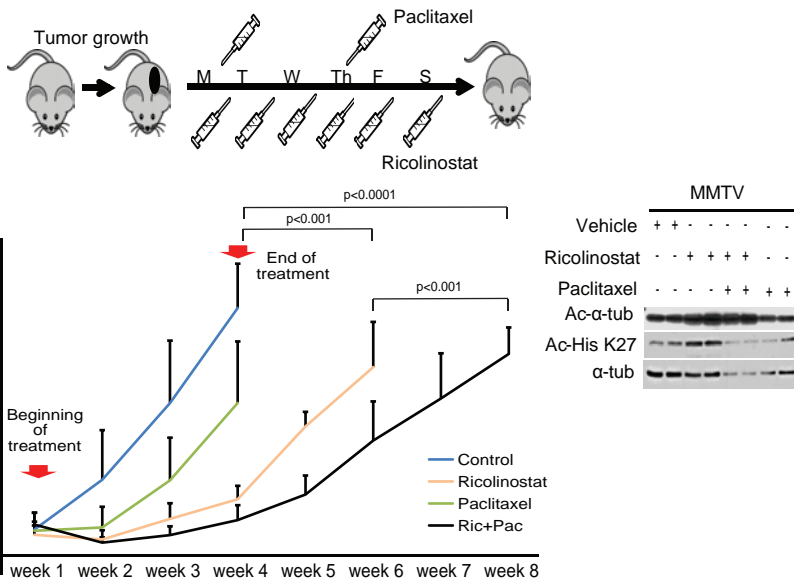 Tumor growth
Paclitaxel
M T W Th F S
Ricolinostat
p<0.0001
p<0.001
End of
treatment
p<0.001
Beginning
of
treatment
Control
Ricolinostat
Paclitaxel
Ric+Pac
week 1 week 2 week 3 week 4 week 5 week 6 week 7 week 8
MMTV
Vehicle + + - - - - - -
Ricolinostat - - + + + + - -
Paclitaxel - - - - + + + +
Ac-α-tub
Ac-His K27
α-tub